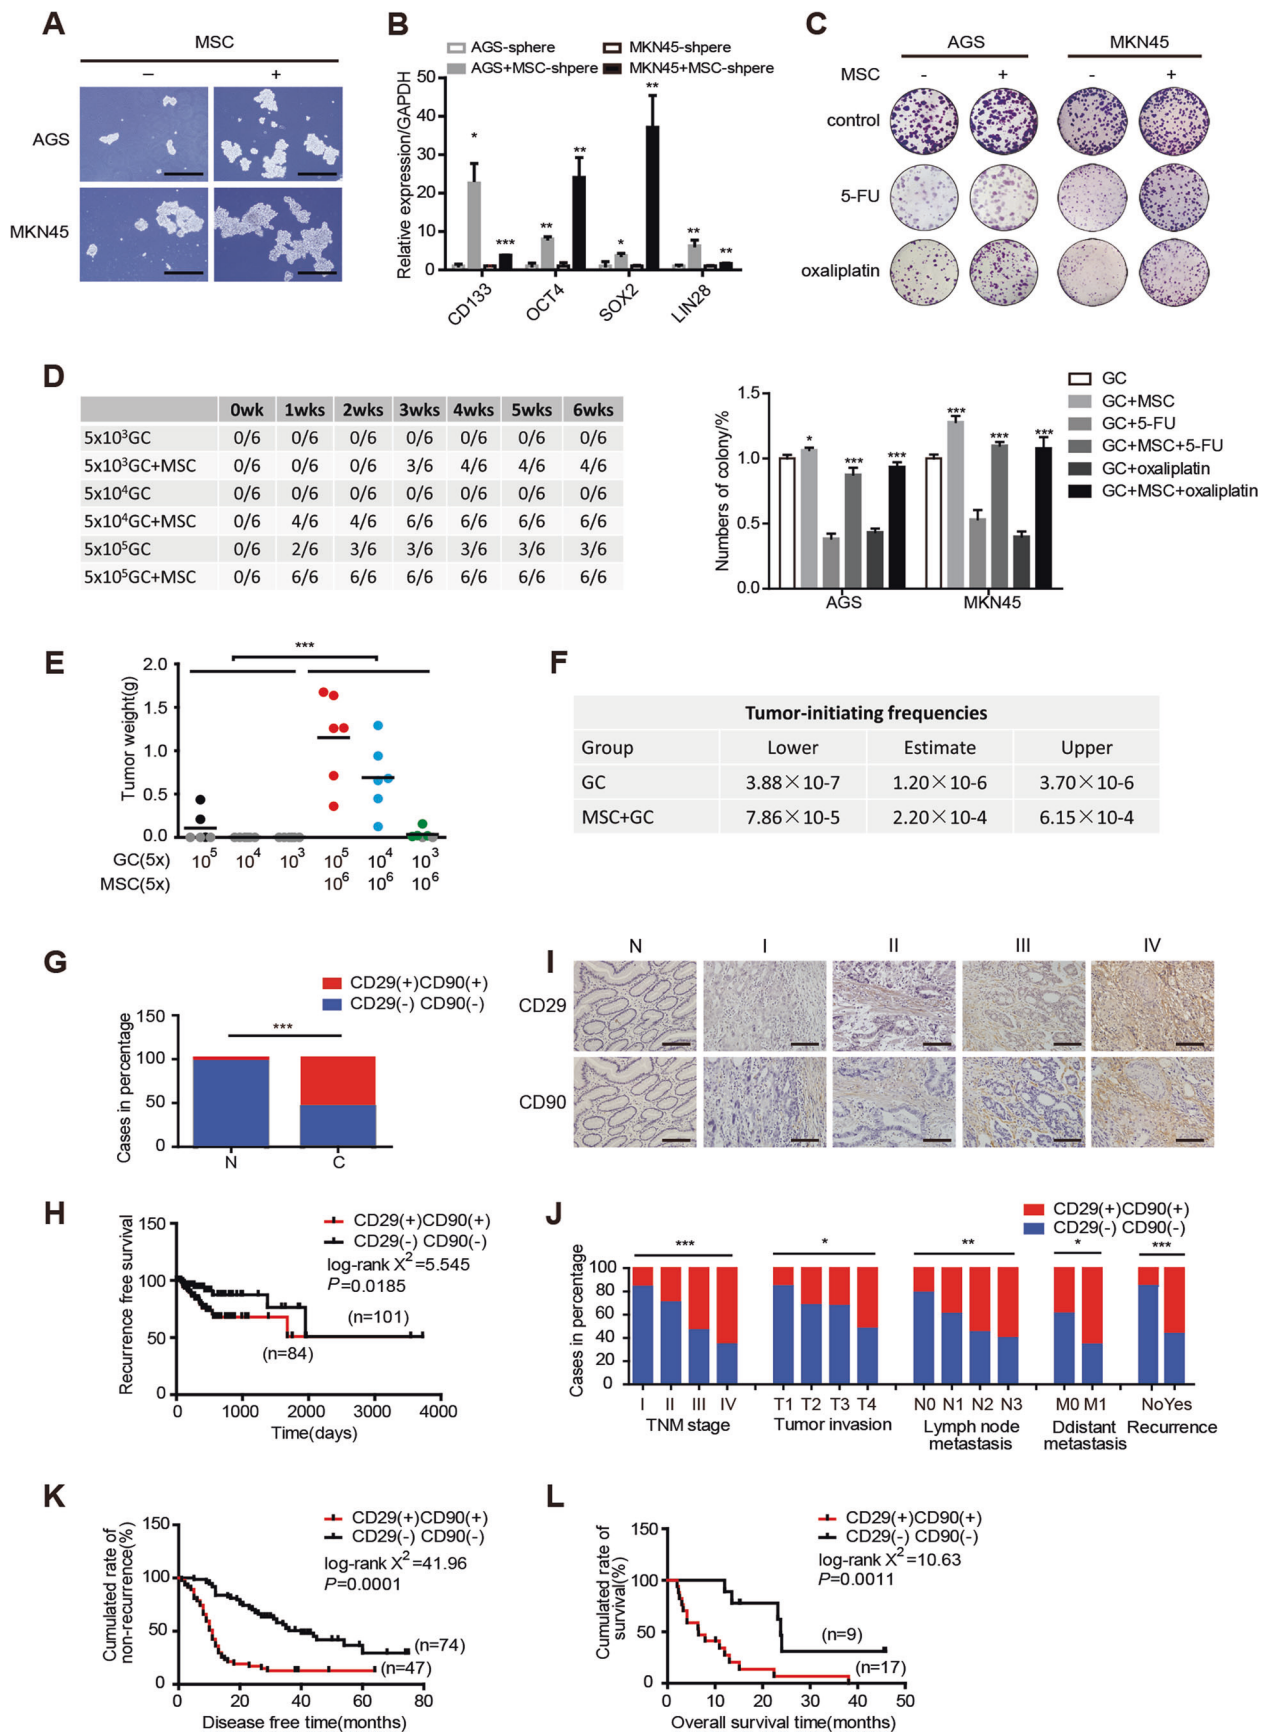 A
MSC
– +
AGS
MKN45
B
AGS-sphere MKN45-shpere
AGS+MSC-shpere MKN45+MSC-shpere
Relative expression/GAPDH
50
40
30
20
10
0
* *** ** ** * ** ** **
CD133 OCT4 SOX2 LIN28
C
AGS MKN45
MSC - + - +
control
5-FU
oxaliplatin
D
0wk 1wks 2wks 3wks 4wks 5wks 6wks
5x10³GC 0/6 0/6 0/6 0/6 0/6 0/6 0/6
5x10³GC+MSC 0/6 0/6 0/6 3/6 4/6 4/6 4/6
5x10⁴GC 0/6 0/6 0/6 0/6 0/6 0/6 0/6
5x10⁴GC+MSC 0/6 4/6 4/6 6/6 6/6 6/6 6/6
5x10⁵GC 0/6 2/6 3/6 3/6 3/6 3/6 3/6
5x10⁵GC+MSC 0/6 6/6 6/6 6/6 6/6 6/6 6/6
Numbers of colony/%
1.5
1.0
0.5
0.0
* *** *** *** *** ***
AGS MKN45
GC
GC+MSC
GC+5-FU
GC+MSC+5-FU
GC+oxaliplatin
GC+MSC+oxaliplatin
E
***
Tumor weight(g)
2.0
1.5
1.0
0.5
0.0
GC(5x) 10⁵ 10⁴ 10³ 10⁵ 10⁴ 10³
MSC(5x) 10⁶ 10⁶ 10⁶
F
Tumor-initiating frequencies
Group Lower Estimate Upper
GC 3.88×10-7 1.20×10-6 3.70×10-6
MSC+GC 7.86×10-5 2.20×10-4 6.15×10-4
G
CD29(+)CD90(+)
CD29(-) CD90(-)
***
Cases in percentage
150
100
50
0
N C
I
N I II III IV
CD29
CD90
H
Recurrence free survival
150
100
50
0
CD29(+)CD90(+)
CD29(-) CD90(-)
log-rank X²=5.545
P=0.0185
(n=101)
(n=84)
0 1000 2000 3000 4000
Time(days)
J
CD29(+)CD90(+)
CD29(-) CD90(-)
*** * ** * ***
Cases in percentage
100
80
60
40
20
0
I II III IV T1 T2 T3 T4 N0 N1 N2 N3 M0 M1 NoYes
TNM stage Tumor invasion Lymph node metastasis Ddistant metastasis Recurrence
K
Cumulated rate of
non-recurrence(%)
150
100
50
0
CD29(+)CD90(+)
CD29(-) CD90(-)
log-rank X²=41.96
P=0.0001
(n=74)
(n=47)
0 20 40 60 80
Disease free time(months)
L
Cumulated rate of
survival(%)
150
100
50
0
CD29(+)CD90(+)
CD29(-) CD90(-)
log-rank X²=10.63
P=0.0011
(n=9)
(n=17)
0 10 20 30 40 50
Overall survival time(months)